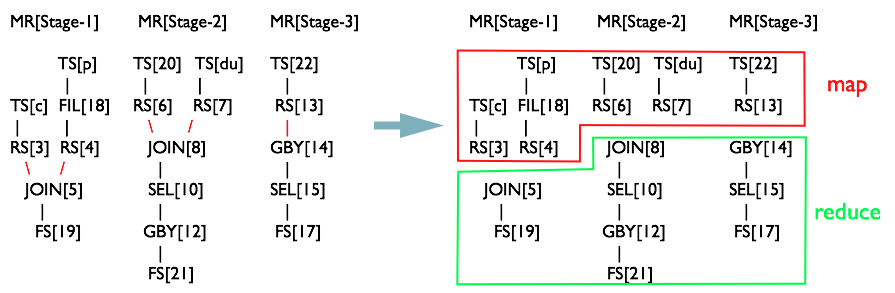 MR[Stage-1] MR[Stage-2] MR[Stage-3] MR[Stage-1] MR[Stage-2] MR[Stage-3]
TS[p] TS[20] TS[du] TS[22] TS[p] TS[20] TS[du] TS[22]
map
TS[c] FIL[18] RS[6] RS[7] RS[13] TS[c] FIL[18] RS[6] RS[7] RS[13]
RS[3] RS[4] JOIN[8] GBY[14] RS[3] RS[4] JOIN[8] GBY[14]
JOIN[5] SEL[10] SEL[15] JOIN[5] SEL[10] SEL[15]
reduce
FS[19] GBY[12] FS[17] FS[19] GBY[12] FS[17]
FS[21] FS[21]